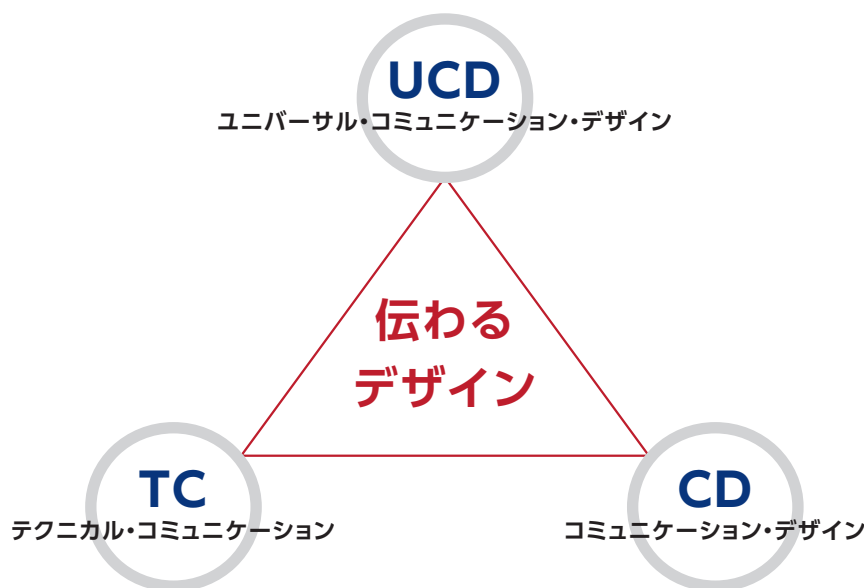 UCD
ユニバーサル・コミュニケーション・デザイン
伝わる
デザイン
TC
テクニカル・コミュニケーション
CD
コミュニケーション・デザイン